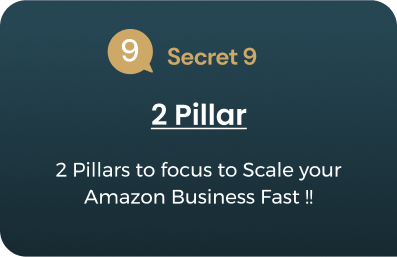 9
Secret 9
2 Pillar
2 Pillars to focus to Scale your
Amazon Business Fast !!